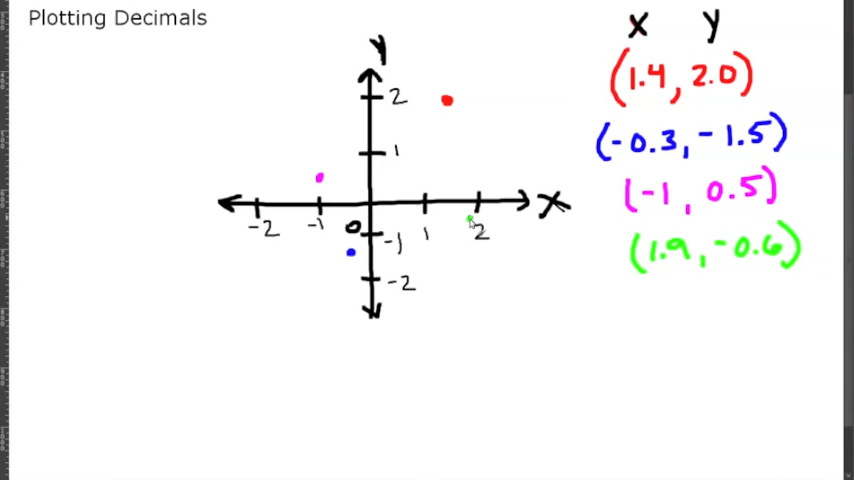 Plotting Decimals
x y
y
(1.4, 2.0)
2
(-0.3, -1.5)
1
(-1, 0.5)
x
-2 -1 0 -1 1 2
(1.9, -0.6)
-2